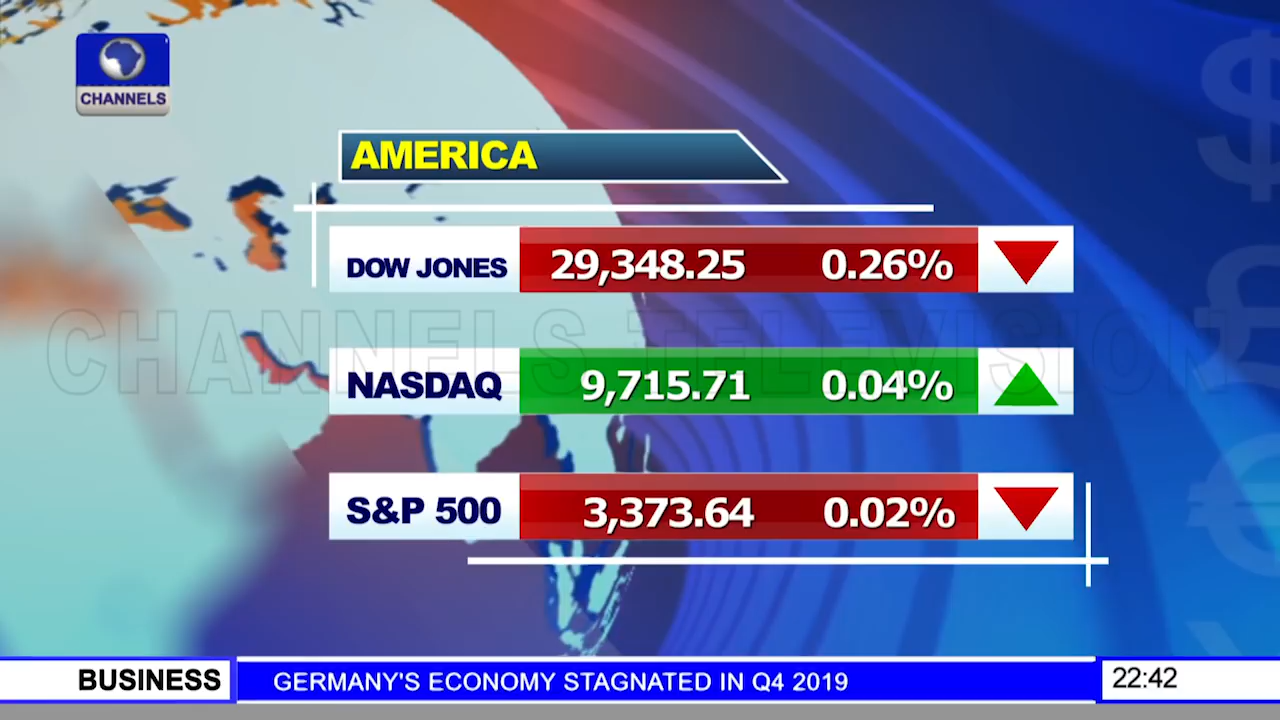 CHANNELS
AMERICA
DOW JONES 29,348.25 0.26%
CHANNELS TELEVISION
NASDAQ 9,715.71 0.04%
S&P 500 3,373.64 0.02%
BUSINESS GERMANY'S ECONOMY STAGNATED IN Q4 2019 22:42
$
£
€